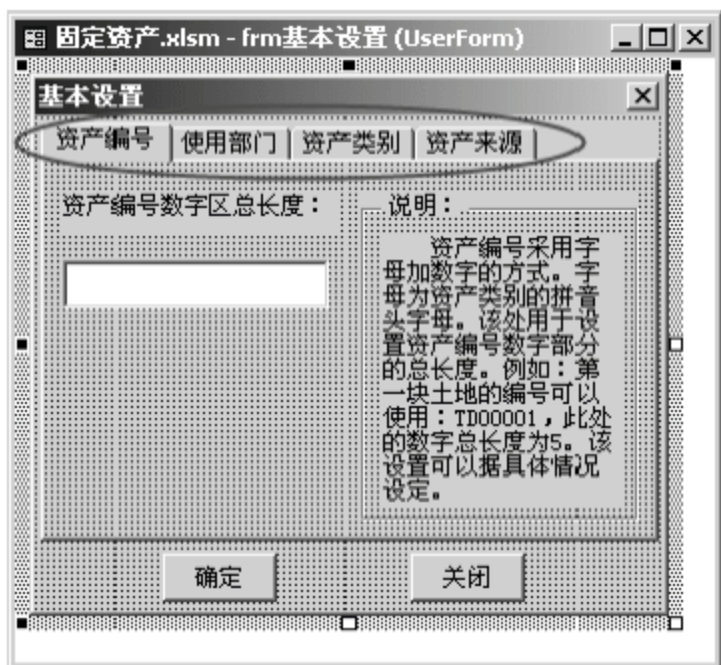 固定资产.xlsm - frm基本设置 (UserForm)
基本设置
资产编号 使用部门 资产类别 资产来源
资产编号数字区总长度：
说明：
资产编号采用字
母加数字的方式。字
母为资产类别的拼音
头字母。该处用于设
置资产编号数字部分
的总长度。例如：第
一块土地的编号可以
使用：TD00001，此处
的数字总长度为5。该
设置可以据具体情况
设定。
确定 关闭